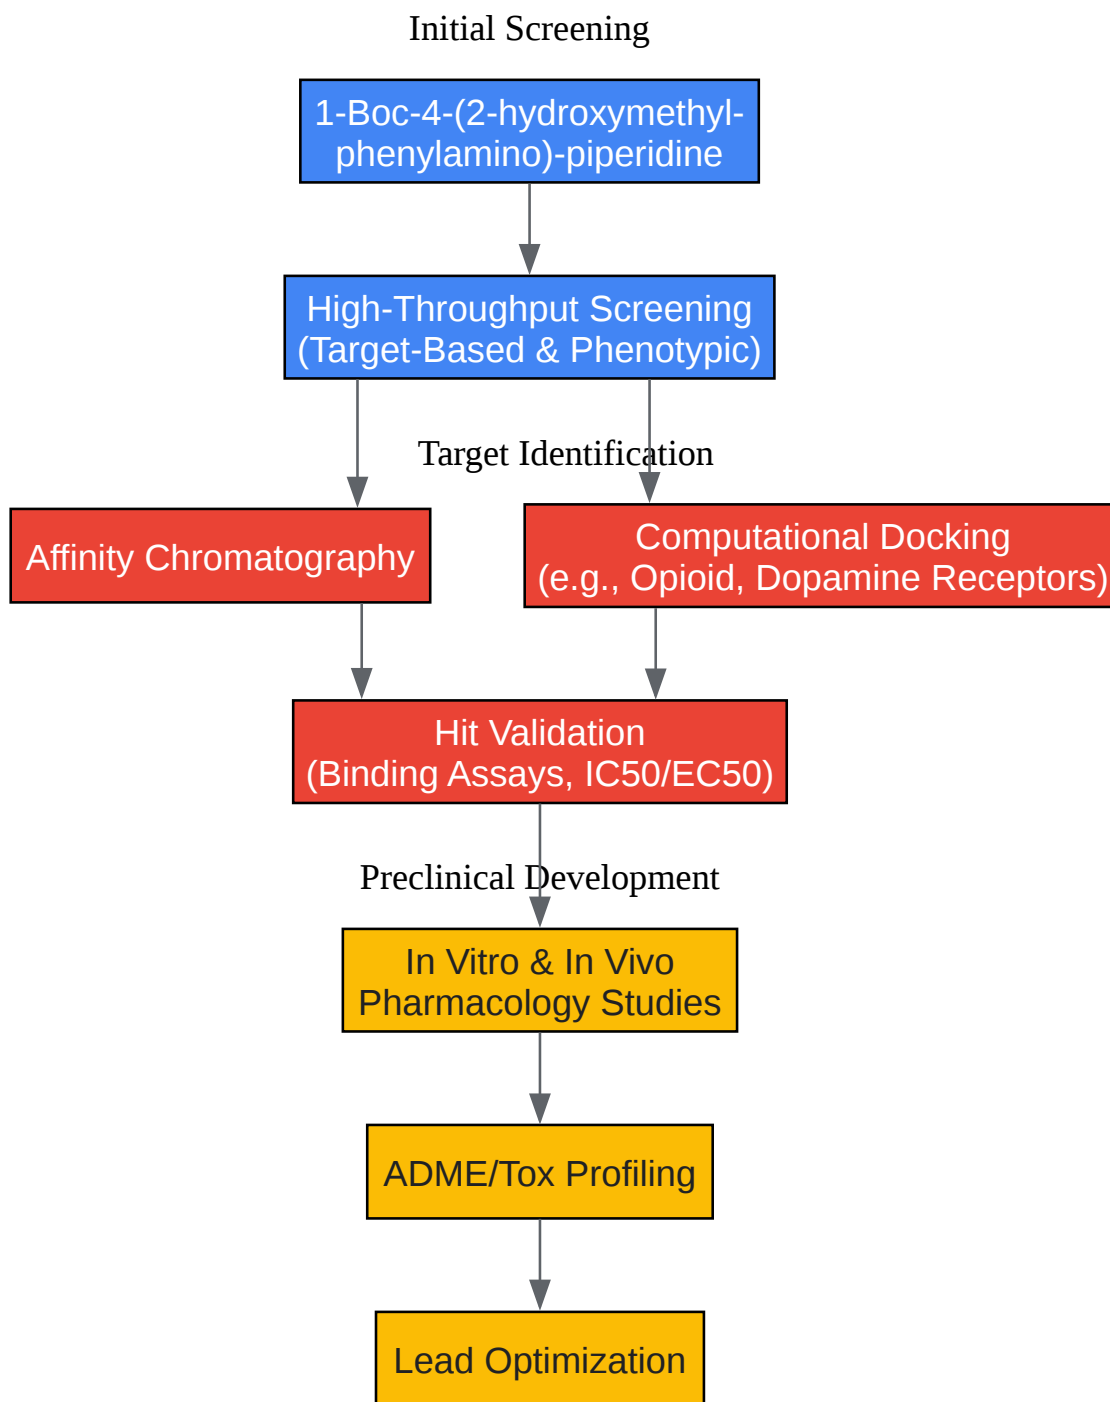 Initial Screening
1-Boc-4-(2-hydroxymethyl-
phenylamino)-piperidine
High-Throughput Screening
(Target-Based & Phenotypic)
Target Identification
Affinity Chromatography
Computational Docking
(e.g., Opioid, Dopamine Receptors)
Hit Validation
(Binding Assays, IC50/EC50)
Preclinical Development
In Vitro & In Vivo
Pharmacology Studies
ADME/Tox Profiling
Lead Optimization